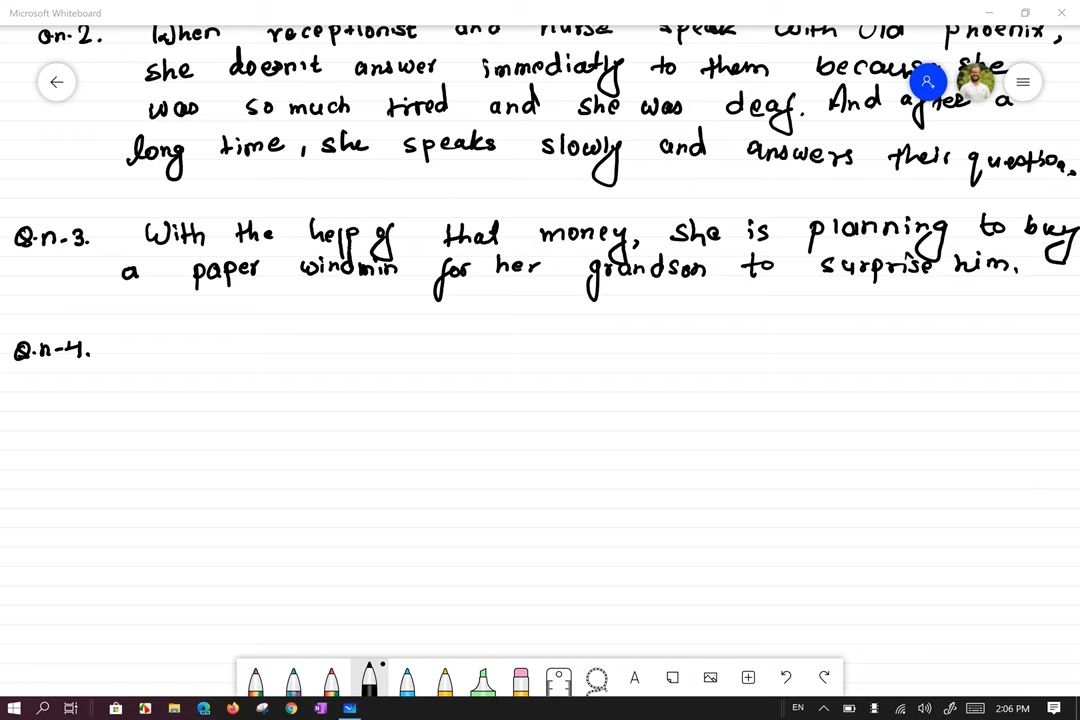 Microsoft Whiteboard
Qn-2. When receptionist and nurse speak with Old Phoenix,
she doesn't answer immediatly to them because she
was so much tired and she was deaf. And after a
long time, she speaks slowly and answers their question.
Q.n-3. With the help of that money, she is planning to buy
a paper windmin for her grandson to surprise him.
Q.n-4.
A
EN 2:06 PM